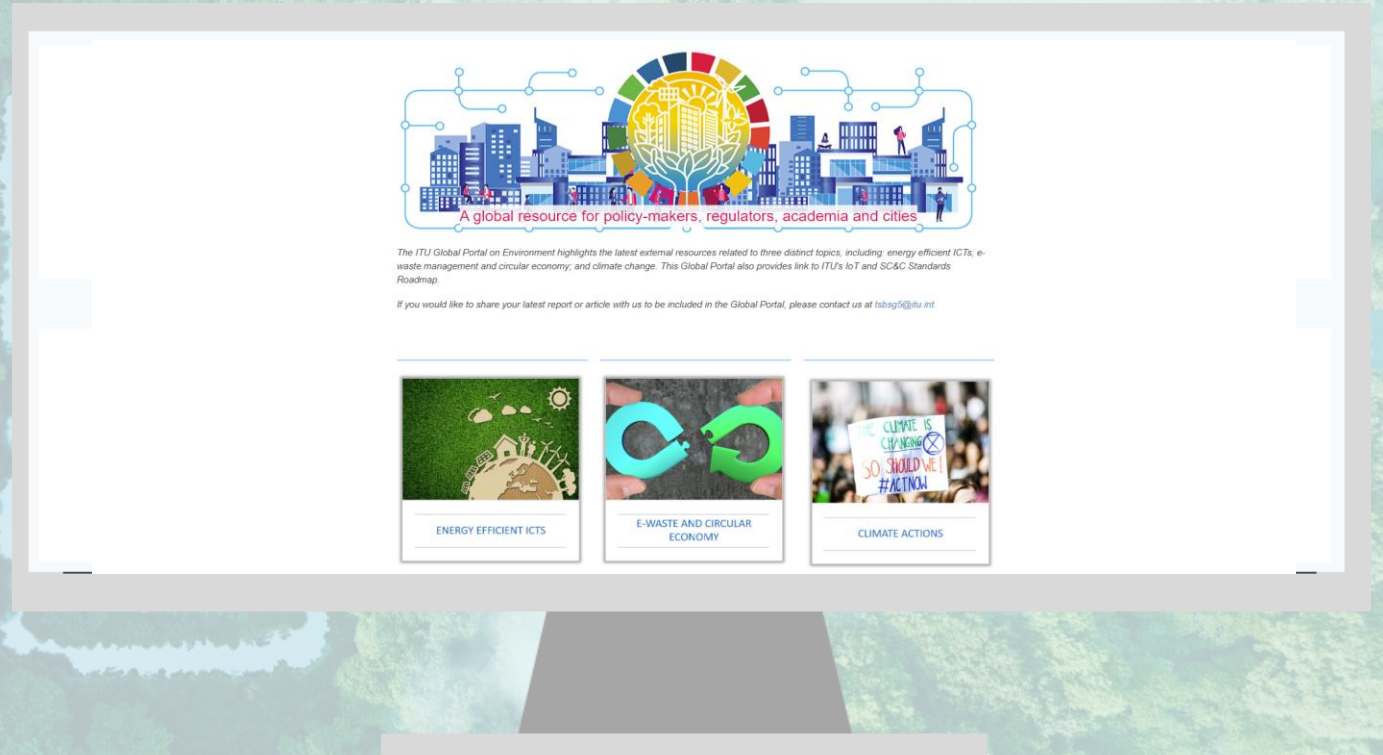 A global resource for policy-makers, regulators, academia and cities
The ITU Global Portal on Environment highlights the latest external resources related to three distinct topics, including: energy efficient ICTs; e-
waste management and circular economy; and climate change. This Global Portal also provides link to ITU's IoT and SC&C Standards
Roadmap.
If you would like to share your latest report or article with us to be included in the Global Portal, please contact us at tsbsg5@itu.int.
THE CLIMATE IS
CHANGING
SO SHOULD WE!
#ACTNOW
ENERGY EFFICIENT ICTS
E-WASTE AND CIRCULAR
ECONOMY
CLIMATE ACTIONS